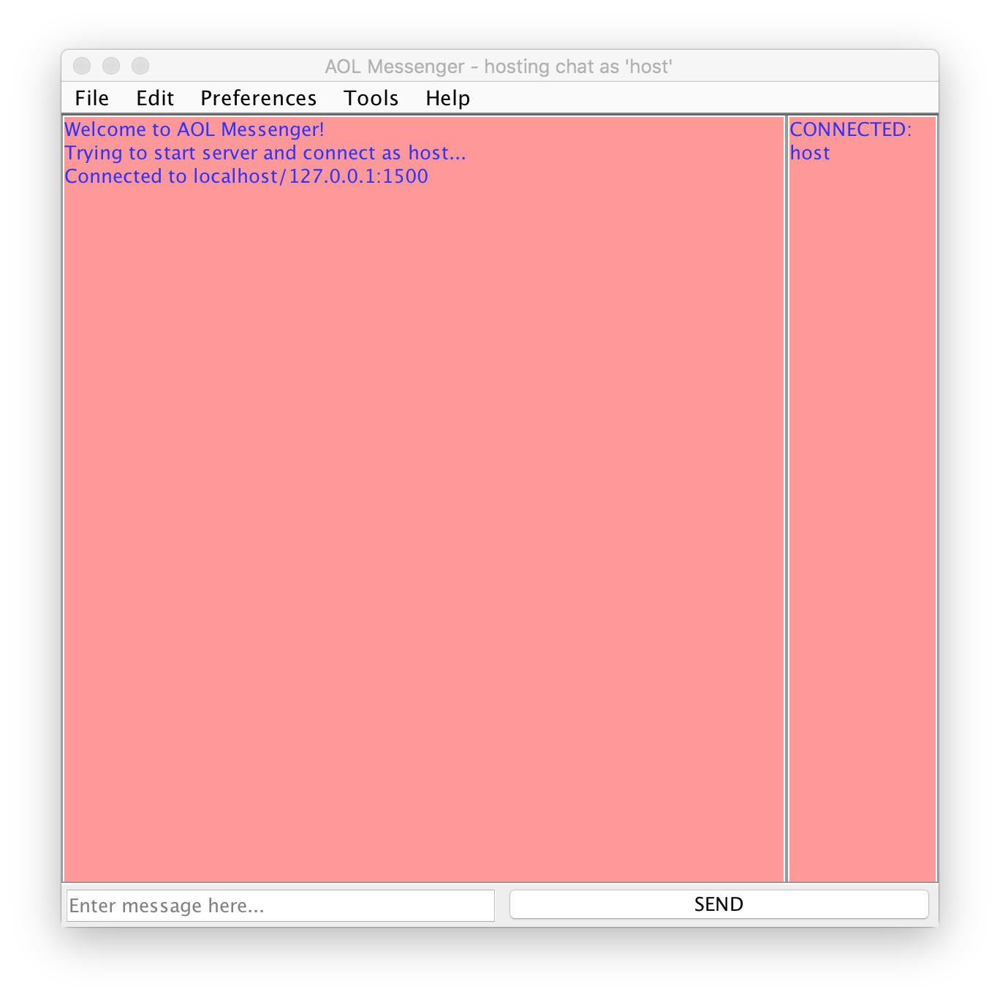 AOL Messenger - hosting chat as 'host'
File Edit Preferences Tools Help
Welcome to AOL Messenger!
Trying to start server and connect as host...
Connected to localhost/127.0.0.1:1500
CONNECTED:
host
Enter message here...
SEND